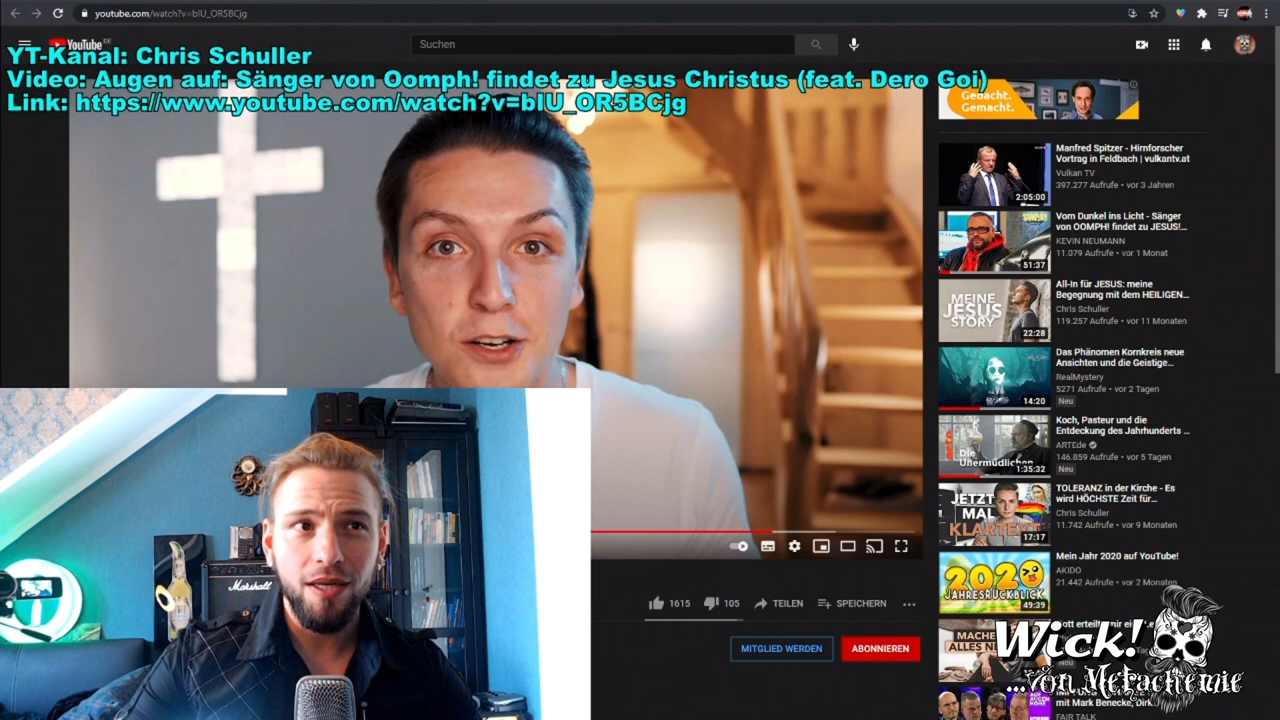 youtube.com/watch?v=bIU_OR5BCjg
YouTube DE
Suchen
YT-Kanal: Chris Schuller
Video: Augen auf: Sänger von Oomph! findet zu Jesus Christus (feat. Dero Goi)
Link: https://www.youtube.com/watch?v=bIU_OR5BCjg
Gedacht.
Gemacht.
Manfred Spitzer - Hirnforscher
Vortrag in Feldbach | vulkantv.at
Vulkan TV
397.277 Aufrufe • vor 3 Jahren
2:05:00
Vom Dunkel ins Licht - Sänger
von OOMPH! findet zu JESUS!...
KEVIN NEUMANN
11.079 Aufrufe • vor 1 Monat
51:37
All-In für JESUS: meine
Begegnung mit dem HEILIGEN...
Chris Schuller
119.257 Aufrufe • vor 11 Monaten
MEINE
JESUS
STORY
22:28
Das Phänomen Kornkreis neue
Ansichten und die Geistige...
RealMystery
5271 Aufrufe • vor 2 Tagen
Neu
14:20
Koch, Pasteur und die
Entdeckung des Jahrhunderts ...
ARTEde
146.859 Aufrufe • vor 5 Tagen
Neu
arte
Die
Unermüdlichen
1:35:32
TOLERANZ in der Kirche - Es
wird HÖCHSTE Zeit für...
Chris Schuller
11.742 Aufrufe • vor 9 Monaten
JETZT
MAL
KLARTEXT
17:17
Mein Jahr 2020 auf YouTube!
AKIDO
21.442 Aufrufe • vor 2 Monaten
2020
JAHRESRÜCKBLICK
49:39
MACHE
ALLES
mit Mark Benecke, Dirk
FAIR TALK
Marshall
1615
105
TEILEN
SPEICHERN
MITGLIED WERDEN
ABONNIEREN
Wick!
...von Metachemie